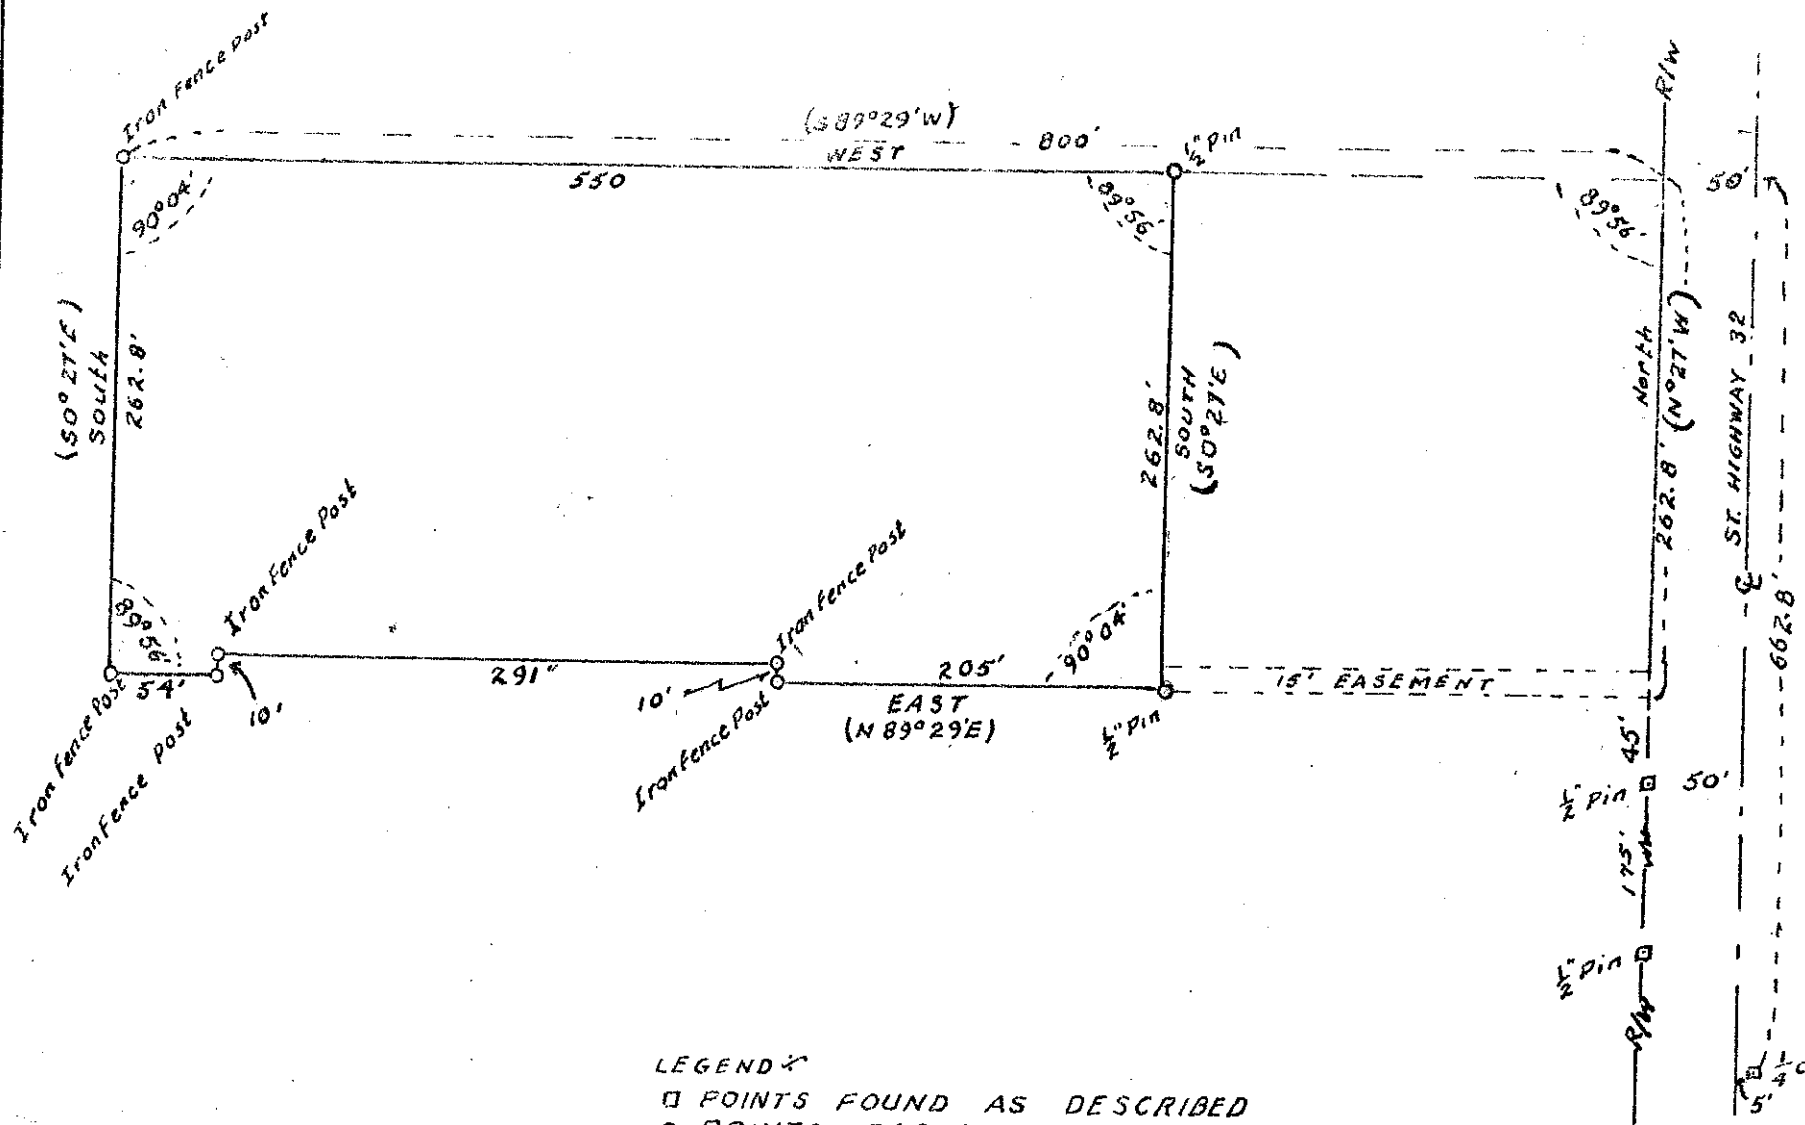 Iron Fence Post
(S89°29'W)
WEST
800'
550
½" Pin
R/W
50'
90°04'
89°56'
89°56'
(S0°27'E)
South
262.8'
262.8'
SOUTH
(S0°27'E)
North
(N°27'W)
262.8'
ST. HIGHWAY 32
℄
662.8'
Iron Fence Post
Iron Fence Post
89°56'
90°04'
54'
10'
291"
10'
205'
EAST
(N 89°29'E)
15' EASEMENT
Iron Fence Post
Iron Fence Post
Iron Fence Post
½" Pin
45'
½" Pin
50'
175'
½" Pin
R/W
¼ C
5'
LEGEND
POINTS FOUND AS DESCRIBED